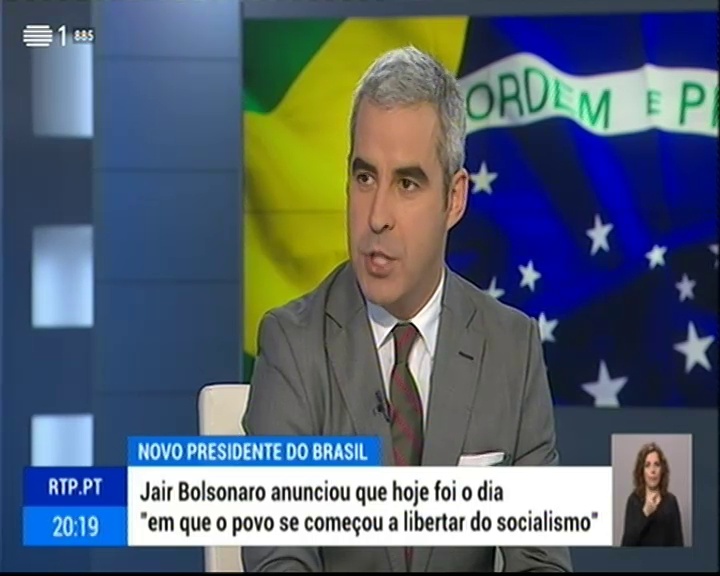 1 885
ORDEM E P
NOVO PRESIDENTE DO BRASIL
RTP.PT
Jair Bolsonaro anunciou que hoje foi o dia
20:19
"em que o povo se começou a libertar do socialismo"